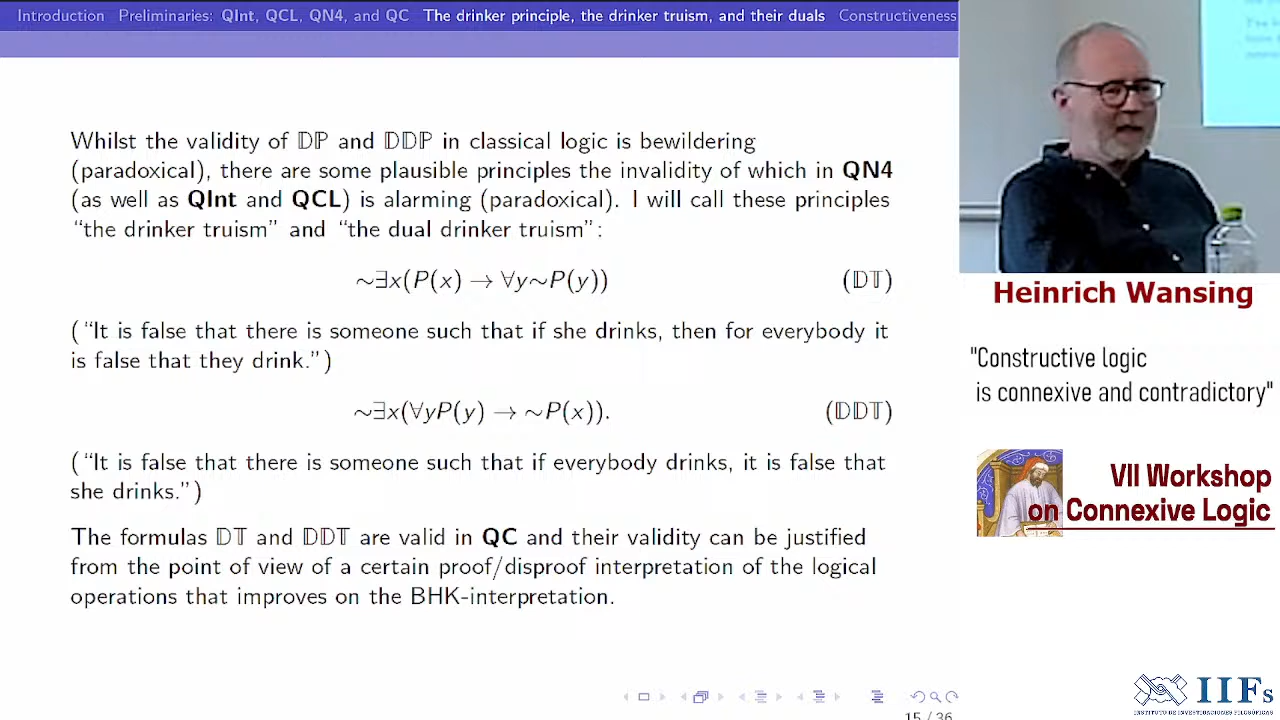 Introduction Preliminaries: QInt, QCL, QN4, and QC The drinker principle, the drinker truism, and their duals Constructiveness
Whilst the validity of 𝔻ℙ and 𝔻𝔻ℙ in classical logic is bewildering
(paradoxical), there are some plausible principles the invalidity of which in QN4
(as well as QInt and QCL) is alarming (paradoxical). I will call these principles
“the drinker truism” and “the dual drinker truism”:
∼∃x(P(x) → ∀y∼P(y)) (𝔻𝕋)
(“It is false that there is someone such that if she drinks, then for everybody it
is false that they drink.”)
∼∃x(∀yP(y) → ∼P(x)). (𝔻𝔻𝕋)
(“It is false that there is someone such that if everybody drinks, it is false that
she drinks.”)
The formulas 𝔻𝕋 and 𝔻𝔻𝕋 are valid in QC and their validity can be justified
from the point of view of a certain proof/disproof interpretation of the logical
operations that improves on the BHK-interpretation.
15 / 36
Heinrich Wansing
"Constructive logic
is connexive and contradictory"
VII Workshop
on Connexive Logic
IIFs
INSTITUTO DE INVESTIGACIONES FILOSÓFICAS